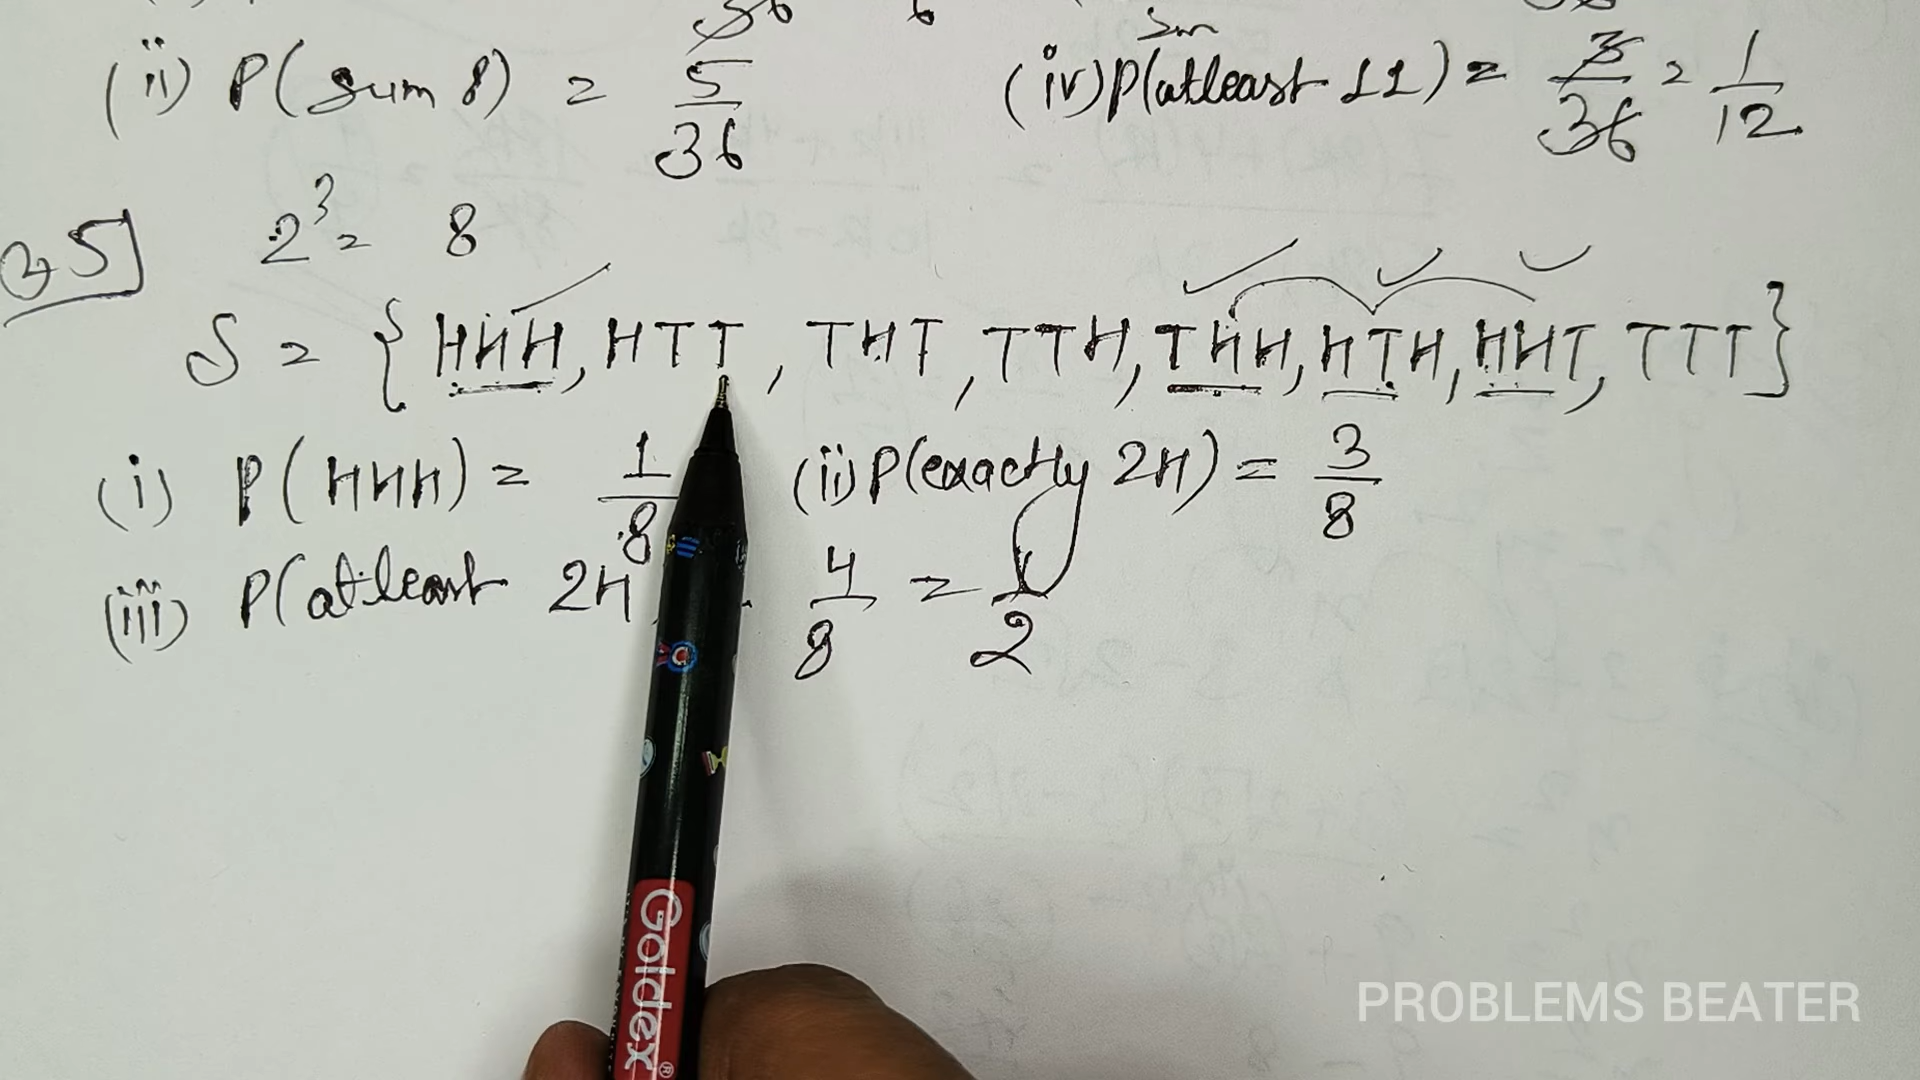 (ii) P(sum 8) = 5/36
sum
(iv) P(atleast 11) = 3/36 = 1/12
Q5] 2³ = 8
S = {HHH, HTT, THT, TTH, THH, HTH, HHT, TTT}
(i) P(HHH) = 1/8 (ii) P(exactly 2H) = 3/8
(iii) P(atleast 2H 4/8 = 1/2
Goldex
PROBLEMS BEATER